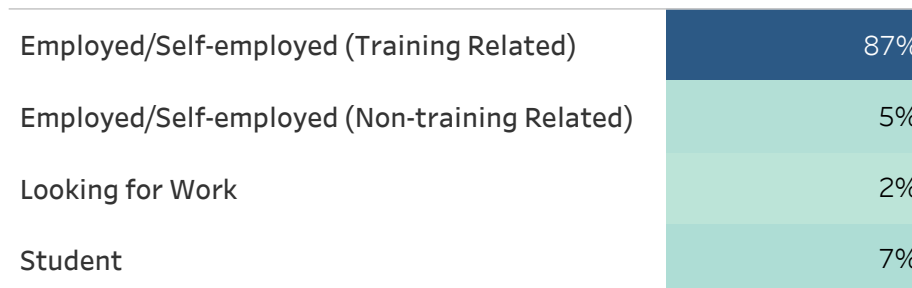 Employed/Self-employed (Training Related) 87%
Employed/Self-employed (Non-training Related) 5%
Looking for Work 2%
Student 7%